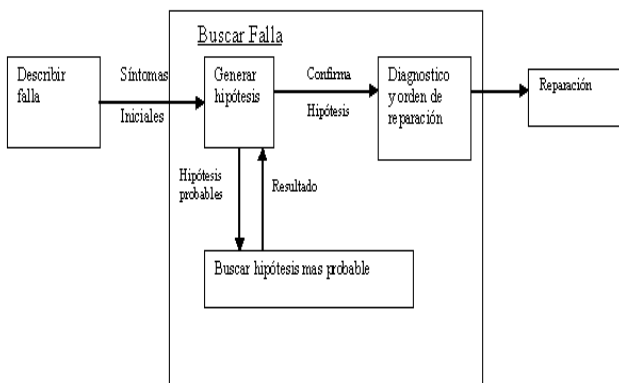 Buscar Falla
Describir
falla
Síntomas
Iniciales
Generar
hipótesis
Confirma
Hipótesis
Diagnostico
y orden de
reparación
Reparación
Hipótesis
probables
Resultado
Buscar hipótesis mas probable